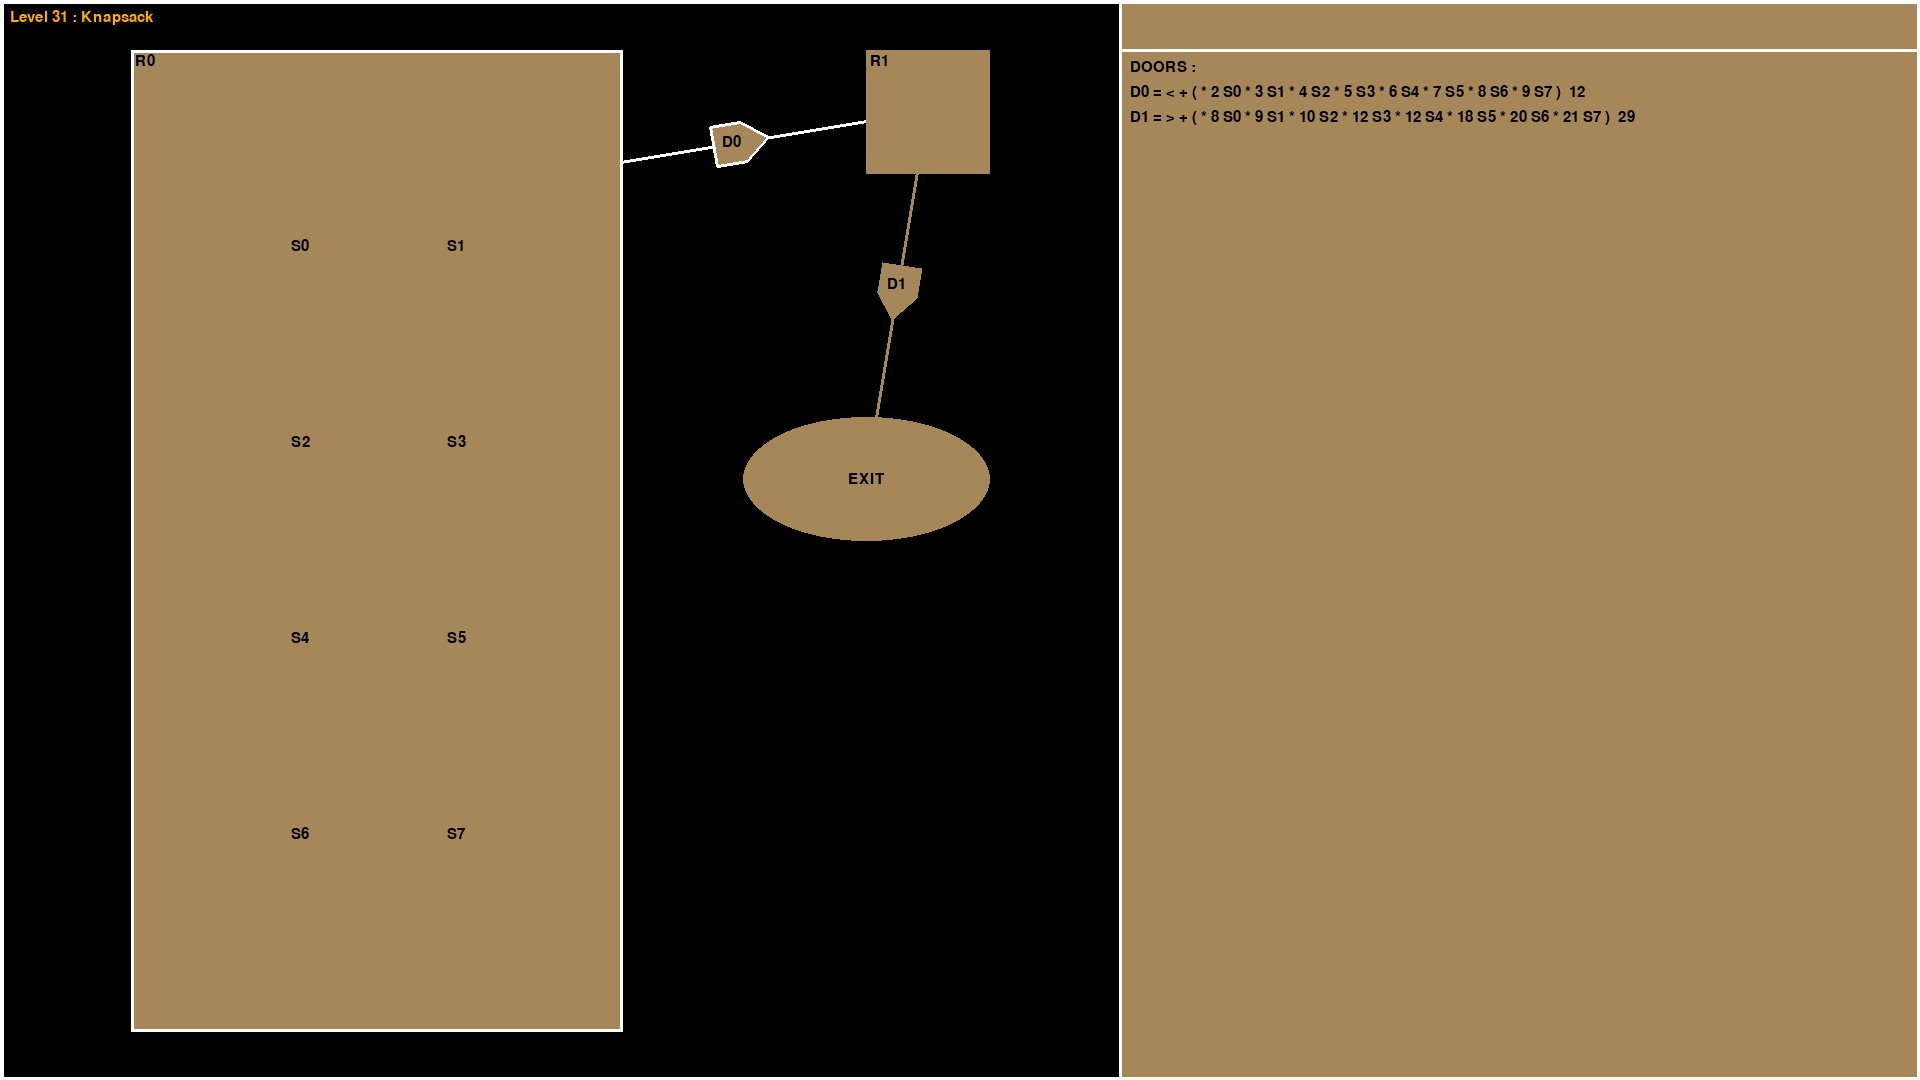 Level 31 : Knapsack
R0
R1
DOORS :
D0 = < + ( * 2 S0 * 3 S1 * 4 S2 * 5 S3 * 6 S4 * 7 S5 * 8 S6 * 9 S7 ) 12
D1 = > + ( * 8 S0 * 9 S1 * 10 S2 * 12 S3 * 12 S4 * 18 S5 * 20 S6 * 21 S7 ) 29
D0
S0 S1
D1
S2 S3
EXIT
S4 S5
S6 S7